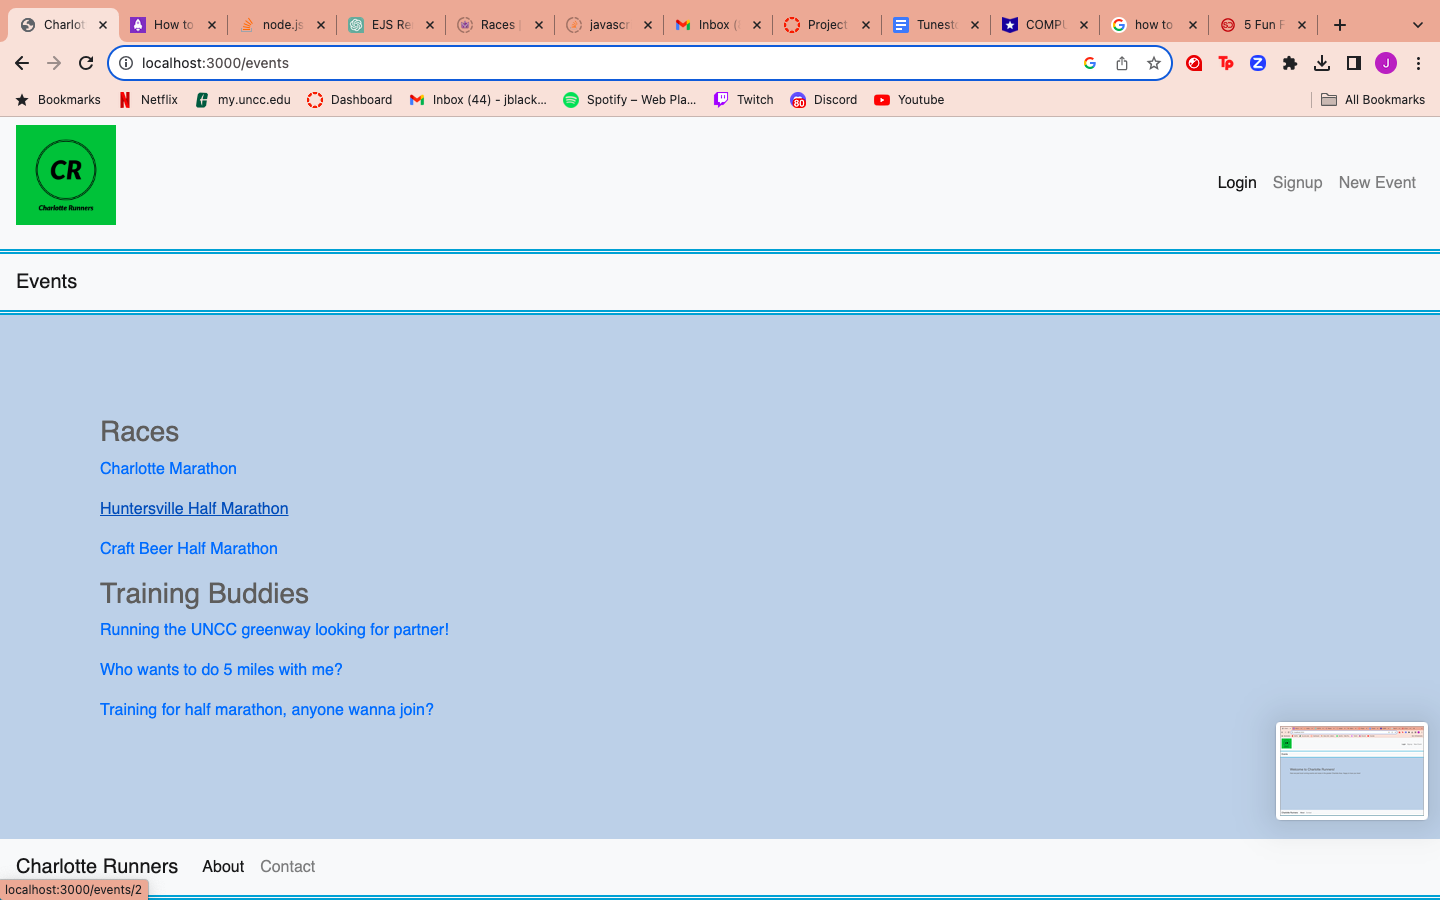 Charlot
How to
node.js
EJS Re
Races
javascr
Inbox (
Project
Tunest
COMPU
how to
5 Fun F
localhost:3000/events
J
Bookmarks
Netflix
my.uncc.edu
Dashboard
Inbox (44) - jblack...
Spotify – Web Pla...
Twitch
80
Discord
Youtube
All Bookmarks
CR
Charlotte Runners
Login
Signup
New Event
Events
Races
Charlotte Marathon
Huntersville Half Marathon
Craft Beer Half Marathon
Training Buddies
Running the UNCC greenway looking for partner!
Who wants to do 5 miles with me?
Training for half marathon, anyone wanna join?
Charlotte Runners
About
Contact
localhost:3000/events/2